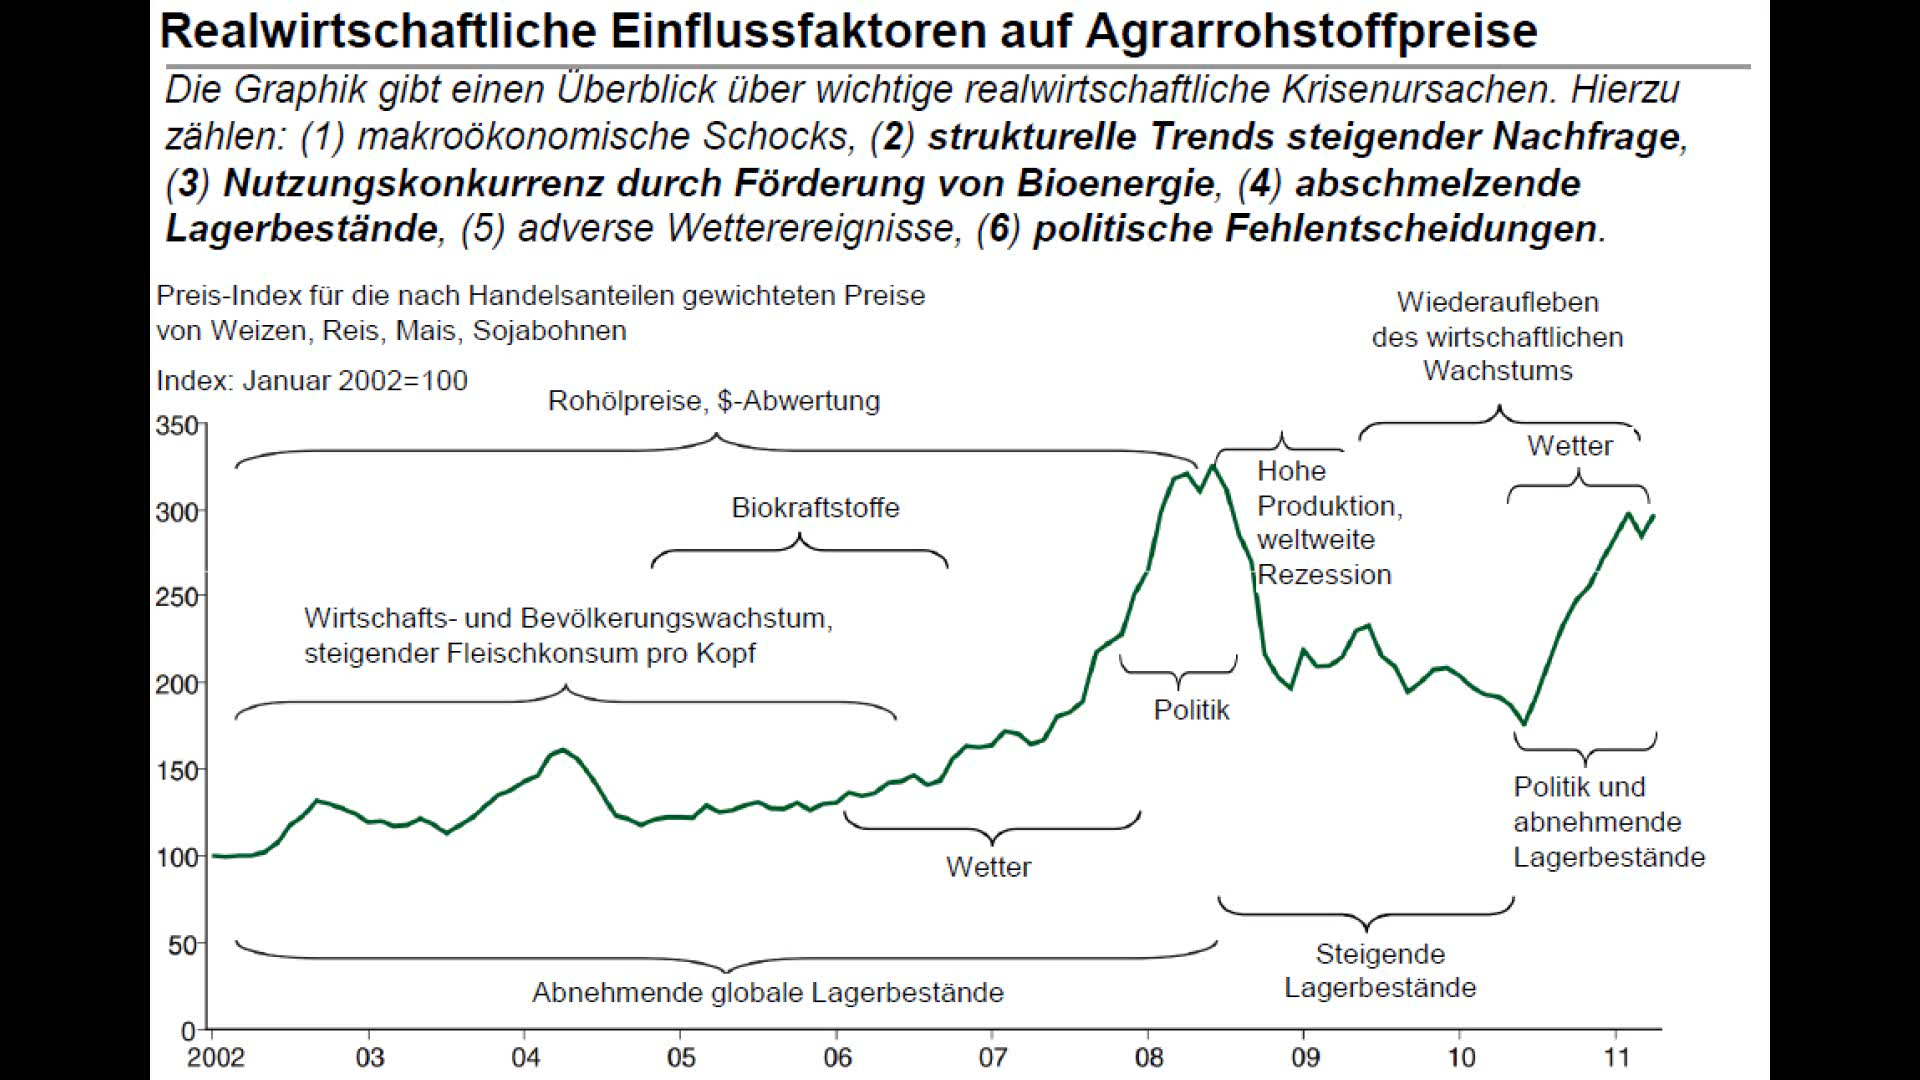 Realwirtschaftliche Einflussfaktoren auf Agrarrohstoffpreise
Die Graphik gibt einen Überblick über wichtige realwirtschaftliche Krisenursachen. Hierzu
zählen: (1) makroökonomische Schocks, (2) strukturelle Trends steigender Nachfrage,
(3) Nutzungskonkurrenz durch Förderung von Bioenergie, (4) abschmelzende
Lagerbestände, (5) adverse Wetterereignisse, (6) politische Fehlentscheidungen.
Preis-Index für die nach Handelsanteilen gewichteten Preise
von Weizen, Reis, Mais, Sojabohnen
Index: Januar 2002=100
Wiederaufleben
des wirtschaftlichen
Wachstums
Rohölpreise, $-Abwertung
Wetter
Hohe
Produktion,
weltweite
Rezession
Biokraftstoffe
Wirtschafts- und Bevölkerungswachstum,
steigender Fleischkonsum pro Kopf
Politik
Politik und
abnehmende
Lagerbestände
Wetter
Steigende
Lagerbestände
Abnehmende globale Lagerbestände
350
300
250
200
150
100
50
0
2002 03 04 05 06 07 08 09 10 11